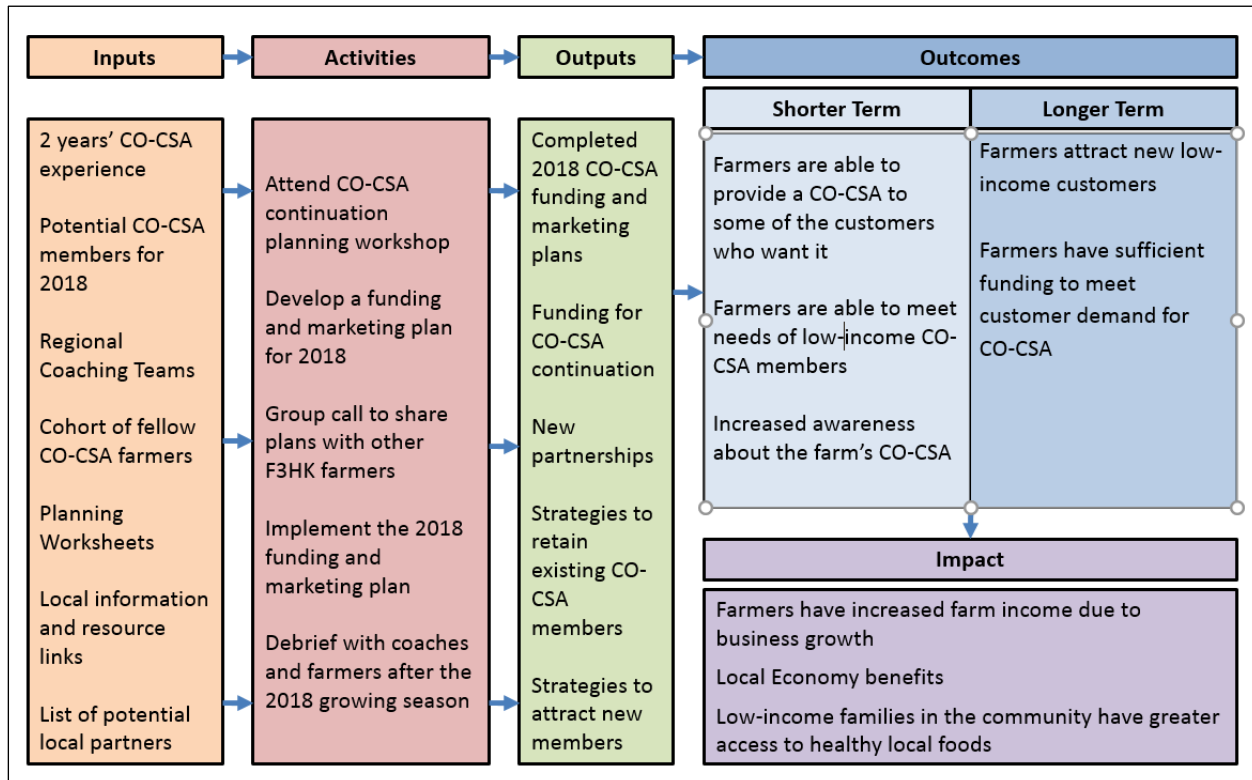 Inputs
Activities
Outputs
Outcomes
Shorter Term
Longer Term
2 years’ CO-CSA
experience
Potential CO-CSA
members for
2018
Regional
Coaching Teams
Cohort of fellow
CO-CSA farmers
Planning
Worksheets
Local information
and resource
links
List of potential
local partners
Attend CO-CSA
continuation
planning workshop
Develop a funding
and marketing plan
for 2018
Group call to share
plans with other
F3HK farmers
Implement the 2018
funding and
marketing plan
Debrief with coaches
and farmers after the
2018 growing season
Completed
2018 CO-CSA
funding and
marketing
plans
Funding for
CO-CSA
continuation
New
partnerships
Strategies to
retain
existing CO-
CSA
members
Strategies to
attract new
members
Farmers are able to
provide a CO-CSA to
some of the customers
who want it
Farmers are able to meet
needs of low-income CO-
CSA members
Increased awareness
about the farm’s CO-CSA
Farmers attract new low-
income customers
Farmers have sufficient
funding to meet
customer demand for
CO-CSA
Impact
Farmers have increased farm income due to
business growth
Local Economy benefits
Low-income families in the community have greater
access to healthy local foods